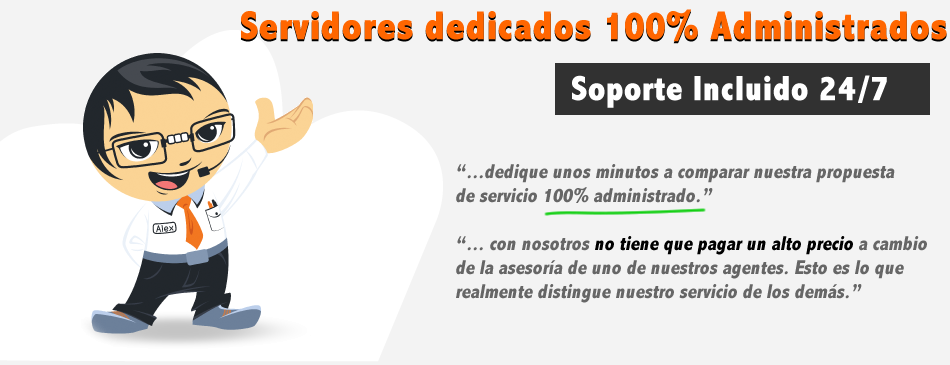 Servidores dedicados 100% Administrados
Soporte Incluido 24/7
“...dedique unos minutos a comparar nuestra propuesta
de servicio 100% administrado.”
“... con nosotros no tiene que pagar un alto precio a cambio
de la asesoría de uno de nuestros agentes. Esto es lo que
realmente distingue nuestro servicio de los demás.”
Alex